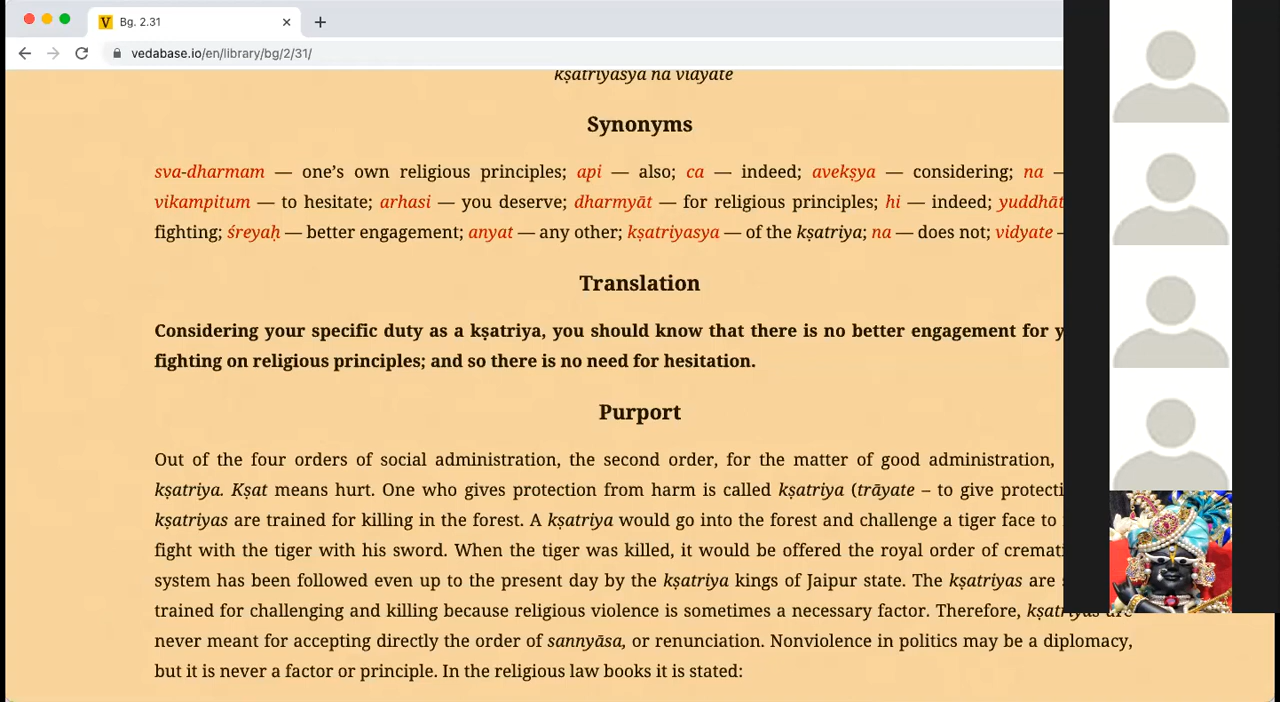 V Bg. 2.31
vedabase.io/en/library/bg/2/31/
kṣatriyasya na vidyate
Synonyms
sva-dharmam — one’s own religious principles; api — also; ca — indeed; avekṣya — considering; na —
vikampitum — to hesitate; arhasi — you deserve; dharmyāt — for religious principles; hi — indeed; yuddhāt
fighting; śreyaḥ — better engagement; anyat — any other; kṣatriyasya — of the kṣatriya; na — does not; vidyate –
Translation
Considering your specific duty as a kṣatriya, you should know that there is no better engagement for y
fighting on religious principles; and so there is no need for hesitation.
Purport
Out of the four orders of social administration, the second order, for the matter of good administration,
kṣatriya. Kṣat means hurt. One who gives protection from harm is called kṣatriya (trāyate – to give protecti
kṣatriyas are trained for killing in the forest. A kṣatriya would go into the forest and challenge a tiger face to
fight with the tiger with his sword. When the tiger was killed, it would be offered the royal order of cremati
system has been followed even up to the present day by the kṣatriya kings of Jaipur state. The kṣatriyas are
trained for challenging and killing because religious violence is sometimes a necessary factor. Therefore, kṣatriyas are
never meant for accepting directly the order of sannyāsa, or renunciation. Nonviolence in politics may be a diplomacy,
but it is never a factor or principle. In the religious law books it is stated: